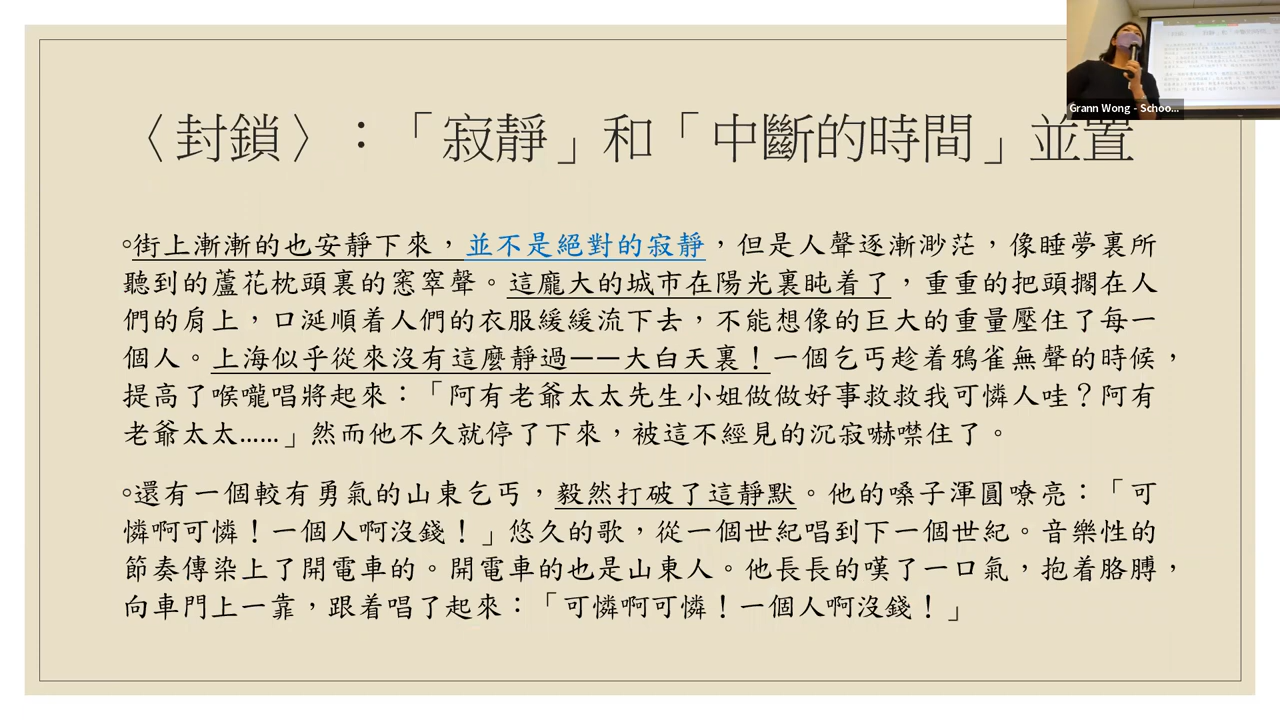 Grann Wong - Schoo...
〈封鎖〉：「寂靜」和「中斷的時間」並置
◦街上漸漸的也安靜下來，並不是絕對的寂靜，但是人聲逐漸渺茫，像睡夢裏所
聽到的蘆花枕頭裏的窸窣聲。這龐大的城市在陽光裏盹着了，重重的把頭擱在人
們的肩上，口涎順着人們的衣服緩緩流下去，不能想像的巨大的重量壓住了每一
個人。上海似乎從來沒有這麼靜過——大白天裏！一個乞丐趁着鴉雀無聲的時候，
提高了喉嚨唱將起來：「阿有老爺太太先生小姐做做好事救救我可憐人哇？阿有
老爺太太……」然而他不久就停了下來，被這不經見的沉寂嚇噤住了。
◦還有一個較有勇氣的山東乞丐，毅然打破了這靜默。他的嗓子渾圓嘹亮：「可
憐啊可憐！一個人啊沒錢！」悠久的歌，從一個世紀唱到下一個世紀。音樂性的
節奏傳染上了開電車的。開電車的也是山東人。他長長的嘆了一口氣，抱着胳膊，
向車門上一靠，跟着唱了起來：「可憐啊可憐！一個人啊沒錢！」